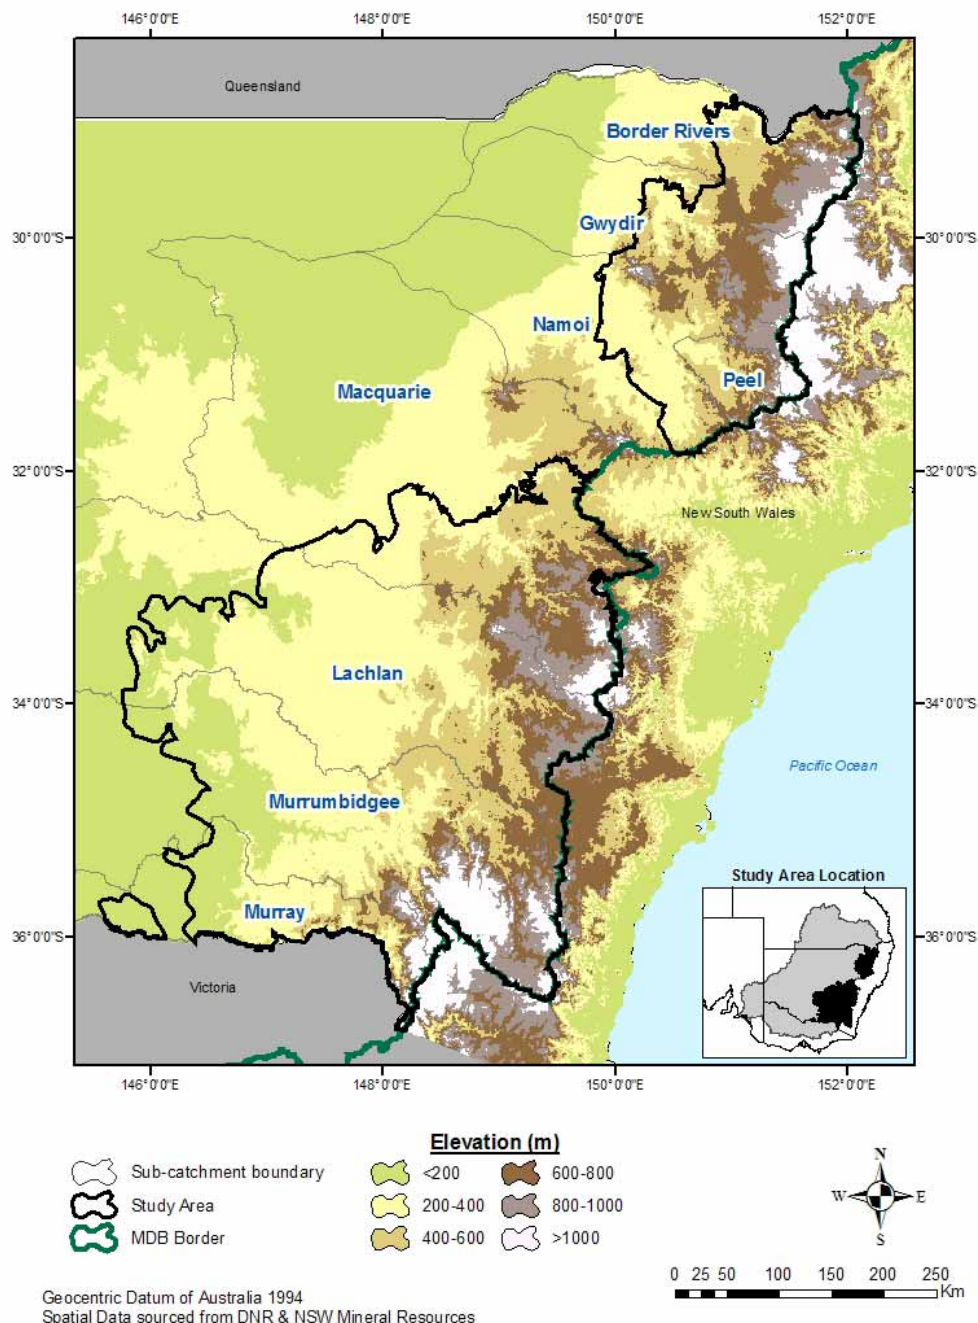 146°0'0"E 148°0'0"E 150°0'0"E 152°0'0"E
Queensland
Border Rivers
Gwydir
30°0'0"S 30°0'0"S
Namoi
Peel
Macquarie
32°0'0"S 32°0'0"S
New South Wales
Lachlan
34°0'0"S 34°0'0"S
Pacific Ocean
Murrumbidgee
Study Area Location
Murray
36°0'0"S 36°0'0"S
Victoria
146°0'0"E 148°0'0"E 150°0'0"E 152°0'0"E
Elevation (m)
Sub-catchment boundary <200 600-800
Study Area 200-400 800-1000
MDB Border 400-600 >1000
N
W E
S
0 25 50 100 150 200 250
Km
Geocentric Datum of Australia 1994
Spatial Data sourced from DNR & NSW Mineral Resources